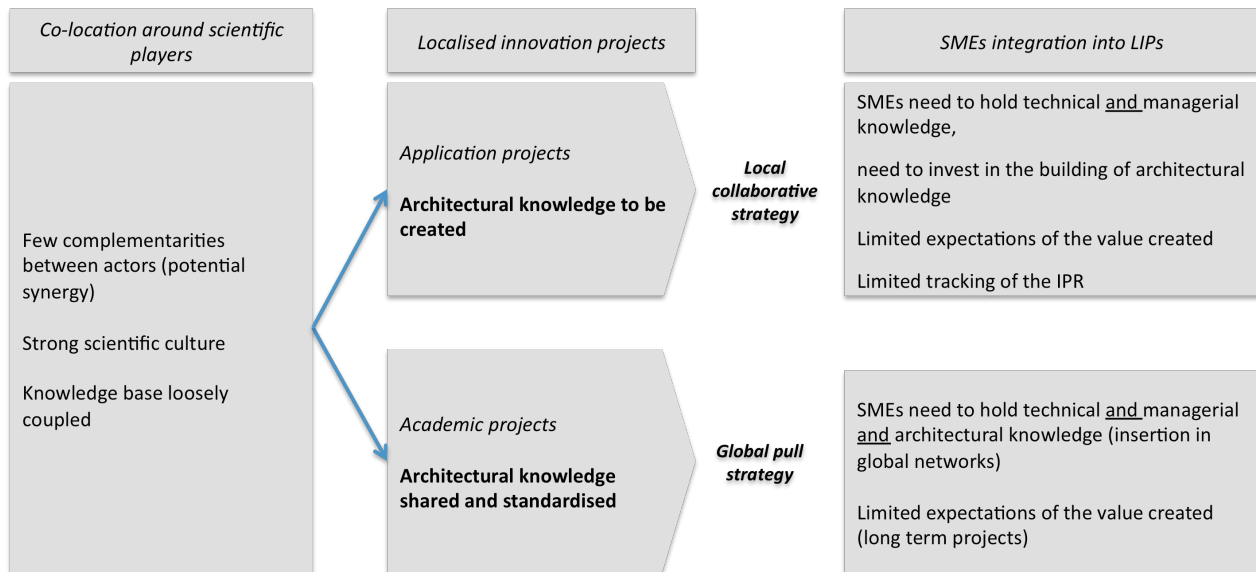 Co-location around scientific
players
Few complementarities
between actors (potential
synergy)
Strong scientific culture
Knowledge base loosely
coupled
Localised innovation projects
Application projects
Architectural knowledge to be
created
Academic projects
Architectural knowledge
shared and standardised
Local
collaborative
strategy
Global pull
strategy
SMEs integration into LIPs
SMEs need to hold technical and managerial
knowledge,
need to invest in the building of architectural
knowledge
Limited expectations of the value created
Limited tracking of the IPR
SMEs need to hold technical and managerial
and architectural knowledge (insertion in
global networks)
Limited expectations of the value created
(long term projects)